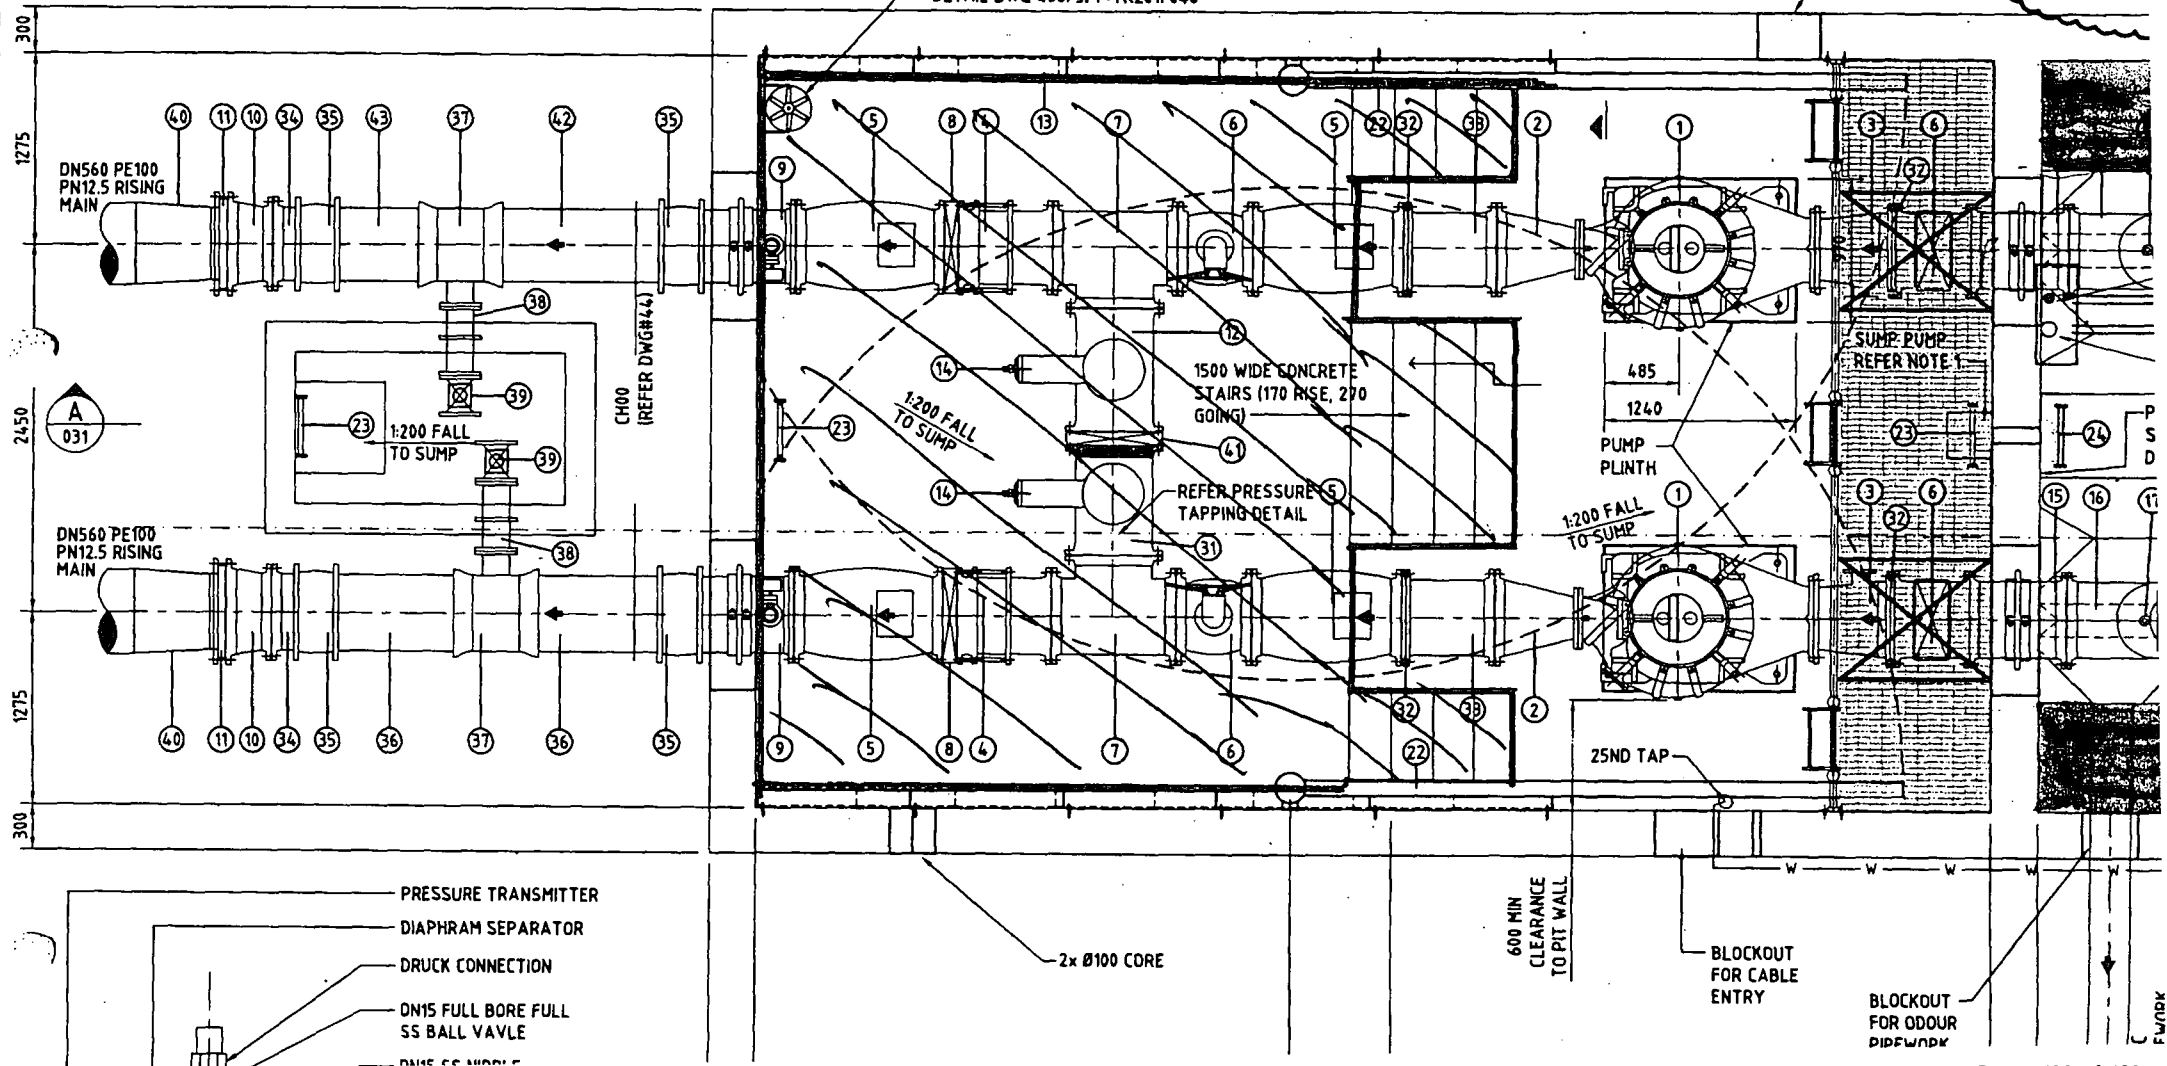 300
1275
2450
1275
300
40
11
10
34
35
43
37
42
35
9
5
8
4
13
7
6
5
22
32
33
2
1
3
6
32
DN560 PE100
PN12.5 RISING
MAIN
38
39
23
1:200 FALL
TO SUMP
39
38
A
031
CH00
(REFER DWG#44)
14
12
1500 WIDE CONCRETE
STAIRS (170 RISE, 270
GOING)
1:200 FALL
TO SUMP
23
41
14
REFER PRESSURE
TAPPING DETAIL
5
31
970
SUMP PUMP
REFER NOTE 1
485
1240
PUMP
PLINTH
23
24
P
S
D
1:200 FALL
TO SUMP
1
3
32
6
15
16
17
DN560 PE100
PN12.5 RISING
MAIN
40
11
10
34
35
36
37
36
35
9
5
8
4
7
6
32
33
2
22
25ND TAP
PRESSURE TRANSMITTER
DIAPHRAM SEPARATOR
DRUCK CONNECTION
DN15 FULL BORE FULL
SS BALL VAVLE
DN15 SS NIPPLE
2x Ø100 CORE
600 MIN
CLEARANCE
TO PIT WALL
BLOCKOUT
FOR CABLE
ENTRY
W W W W W
BLOCKOUT
FOR ODOUR
PIPEWORK